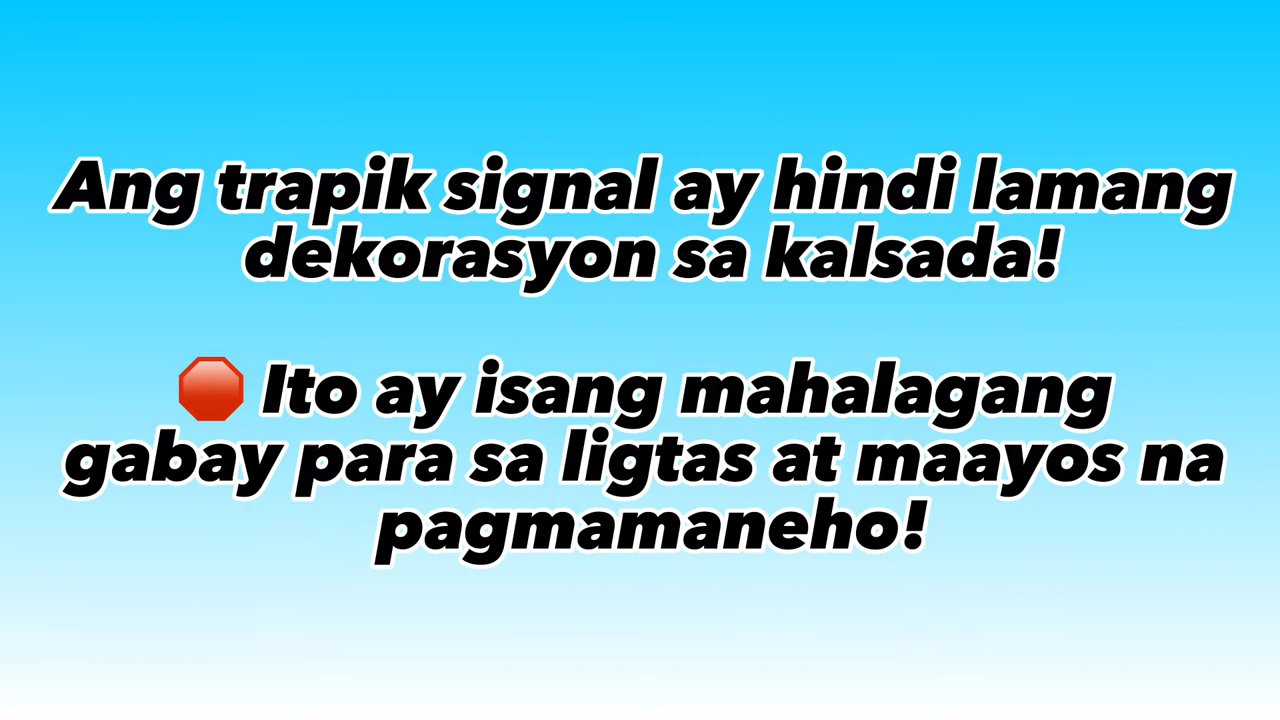 Ang trapik signal ay hindi lamang
dekorasyon sa kalsada!
🛑 Ito ay isang mahalagang
gabay para sa ligtas at maayos na
pagmamaneho!